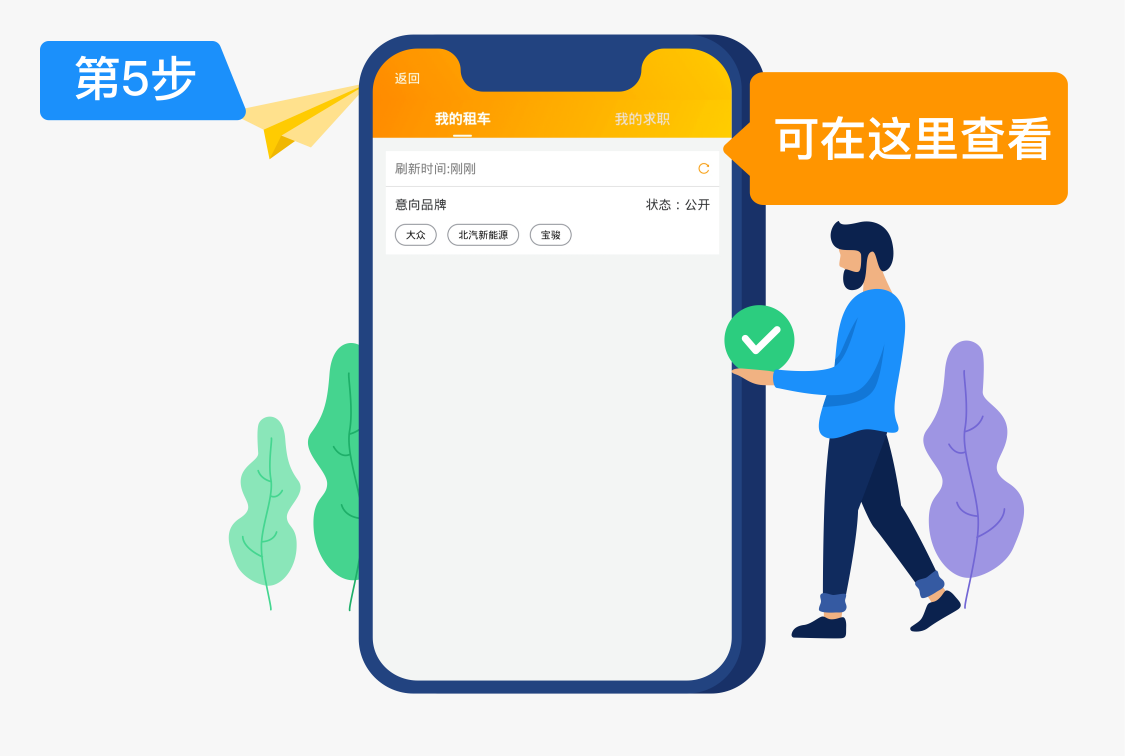 第5步
返回
我的租车 我的求职
可在这里查看
刷新时间:刚刚
意向品牌 状态：公开
大众 北汽新能源 宝骏